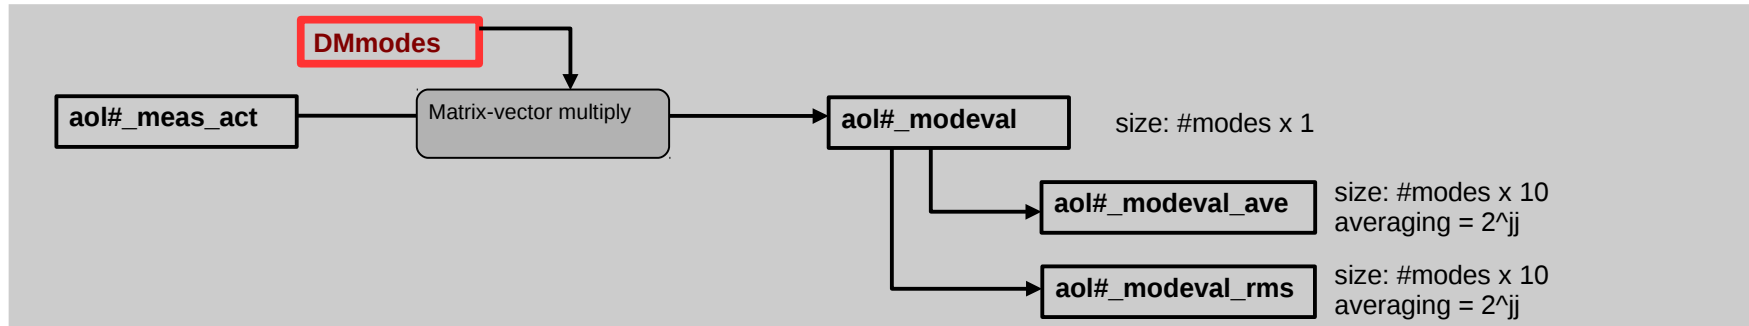 DMmodes
aol#_meas_act
Matrix-vector multiply
aol#_modeval
size: #modes x 1
aol#_modeval_ave
size: #modes x 10
averaging = 2^jj
aol#_modeval_rms
size: #modes x 10
averaging = 2^jj